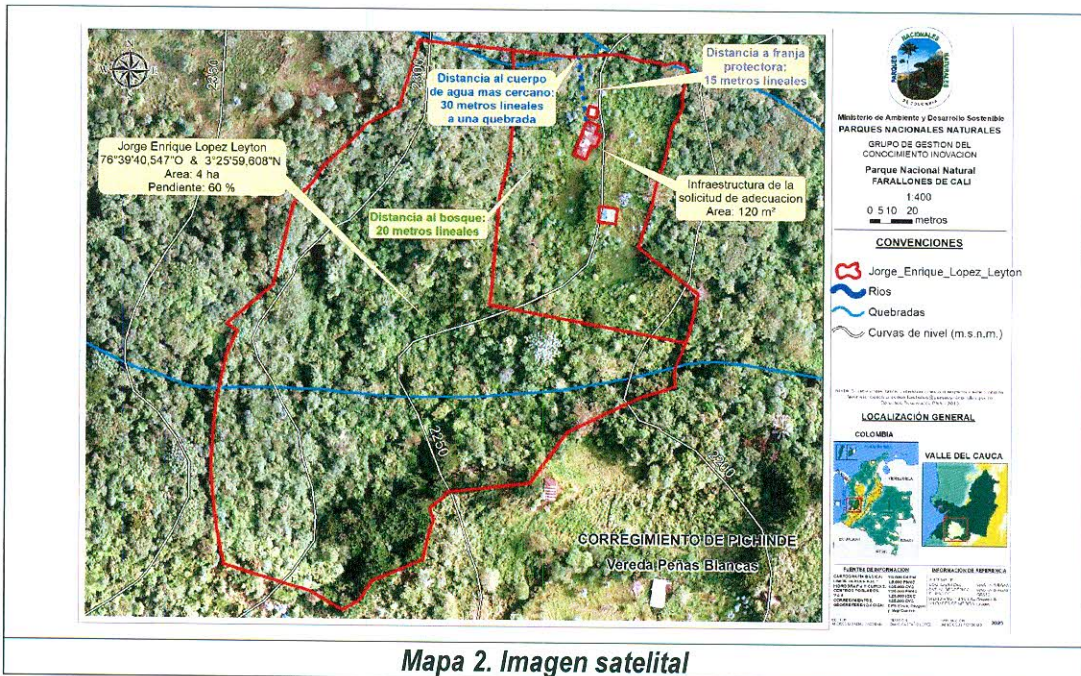 2350
2300
Distancia al cuerpo
de agua mas cercano:
30 metros lineales
a una quebrada
Distancia a franja
protectora:
15 metros lineales
Jorge Enrique Lopez Leyton
76°39'40,547"O & 3°25'59,608"N
Area: 4 ha
Pendiente: 60 %
Distancia al bosque:
20 metros lineales
Infraestructura de la
solicitud de adecuacion
Area: 120 m²
2250
2200
CORREGIMIENTO DE PICHINDE
Vereda Peñas Blancas
PARQUES NACIONALES NATURALES
DE COLOMBIA
Ministerio de Ambiente y Desarrollo Sostenible
PARQUES NACIONALES NATURALES
GRUPO DE GESTION DEL
CONOCIMIENTO INOVACION
Parque Nacional Natural
FARALLONES DE CALI
1:400
0 5 10 20
metros
CONVENCIONES
Jorge_Enrique_Lopez_Leyton
Rios
Quebradas
Curvas de nivel (m.s.n.m.)
LOCALIZACIÓN GENERAL
COLOMBIA
VALLE DEL CAUCA
FUENTES DE INFORMACION
INFORMACION DE REFERENCIA
2020
Mapa 2. Imagen satelital